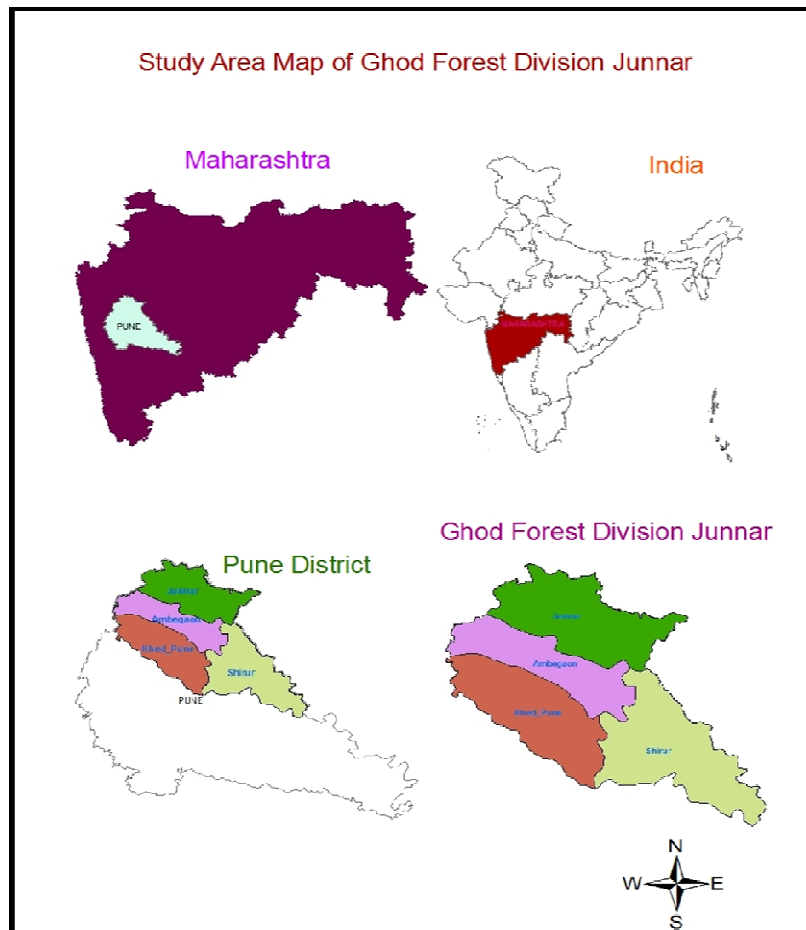 Study Area Map of Ghod Forest Division Junnar
Maharashtra
India
PUNE
MAHARASHTRA
Ghod Forest Division Junnar
Pune District
Junnar
Ambegaon
Khed_Pune
Shirur
PUNE
Junnar
Ambegaon
Khed_Pune
Shirur
N
W E
S